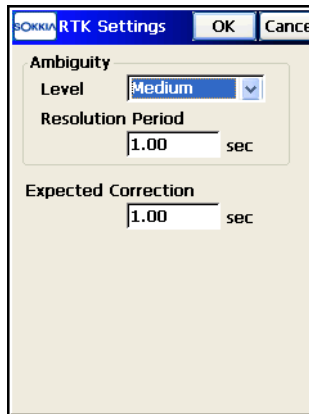 SOKKIA RTK Settings OK Cance
Ambiguity
Level Medium
Resolution Period
1.00 sec
Expected Correction
1.00 sec